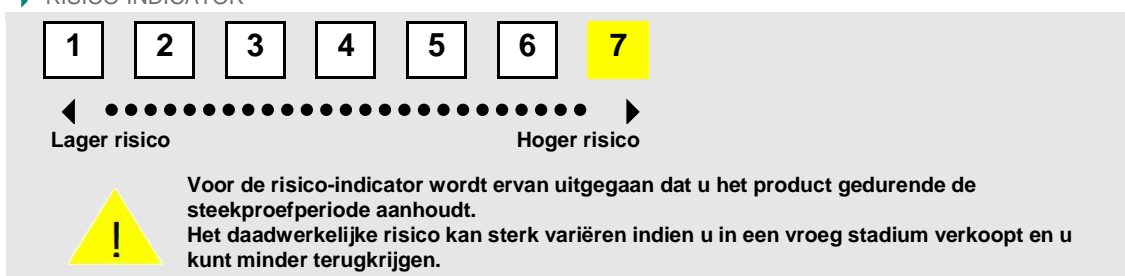 RISICO-INDICATOR
1 2 3 4 5 6 7
Lager risico Hoger risico
Voor de risico-indicator wordt ervan uitgegaan dat u het product gedurende de
steekproefperiode aanhoudt.
Het daadwerkelijke risico kan sterk variëren indien u in een vroeg stadium verkoopt en u
kunt minder terugkrijgen.
!